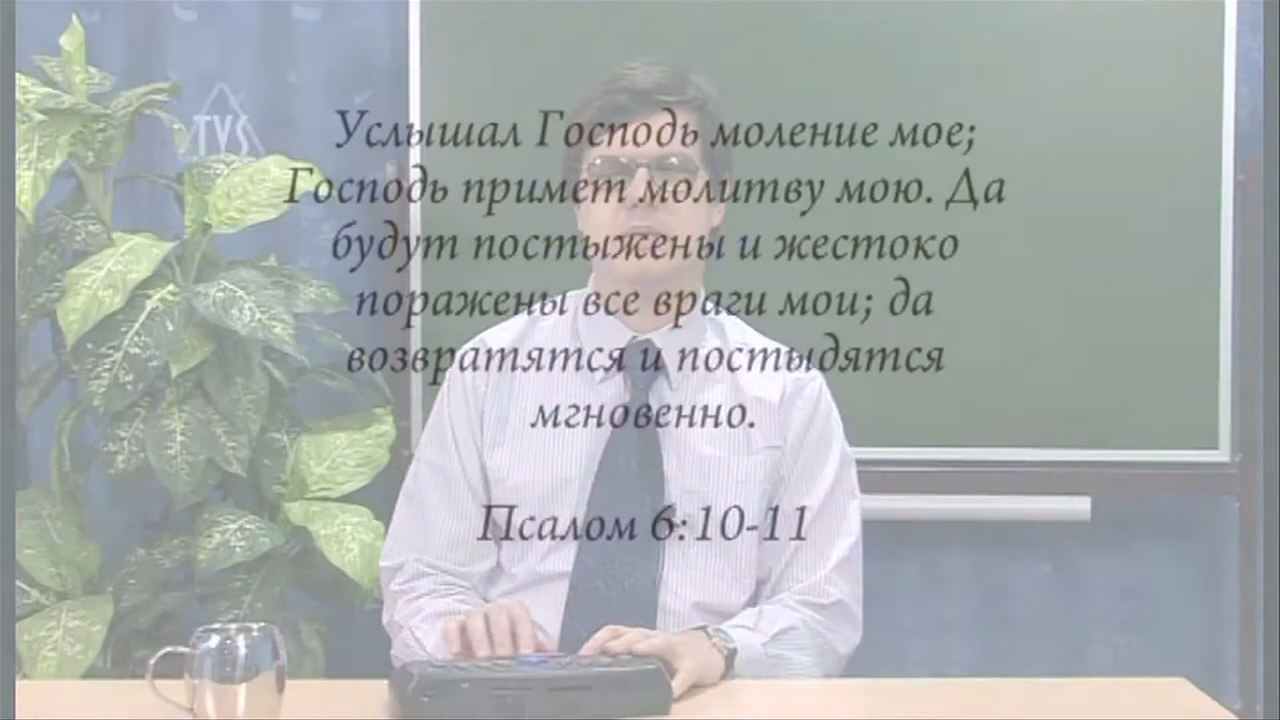 TVS
Услышал Господь моление мое;
Господь примет молитву мою. Да
будут постыжены и жестоко
поражены все враги мои; да
возвратятся и постыдятся
мгновенно.
Псалом 6:10-11